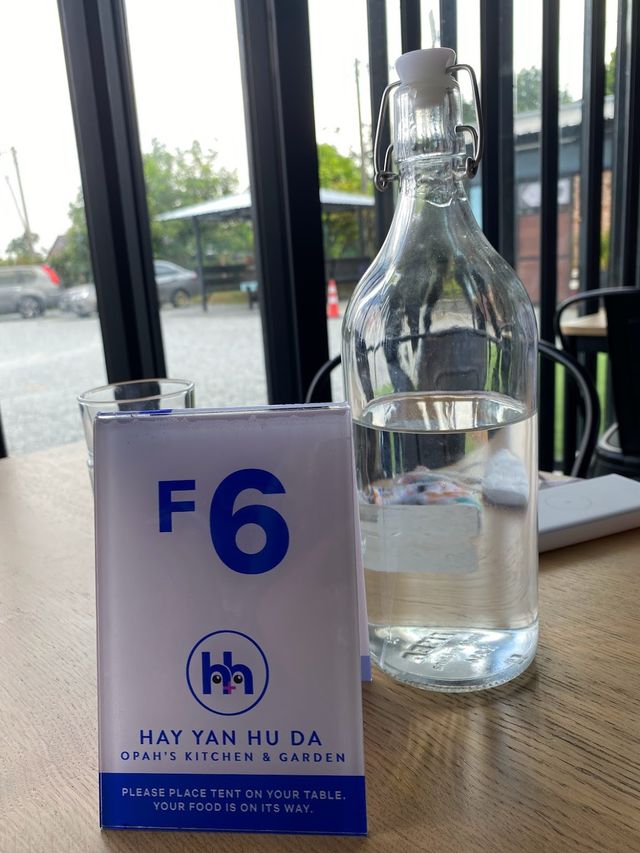 F6
hh
HAY YAN HU DA
OPAH'S KITCHEN & GARDEN
PLEASE PLACE TENT ON YOUR TABLE.
YOUR FOOD IS ON ITS WAY.